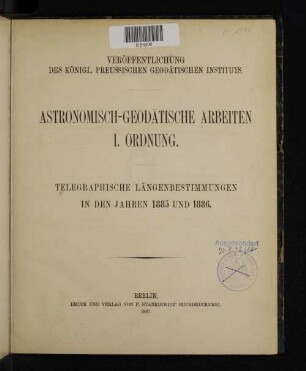 VERÖFFENTLICHUNG
DES KÖNIGL. PREUSSISCHEN GEODÄTISCHEN INSTITUTS.
ASTRONOMISCH-GEODÄTISCHE ARBEITEN
I. ORDNUNG.
TELEGRAPHISCHE LÄNGENBESTIMMUNGEN
IN DEN JAHREN 1885 UND 1886.
Ausgesondert
BERLIN.
DRUCK UND VERLAG VON P. STANKIEWICZ' BUCHDRUCKEREI.
1887.